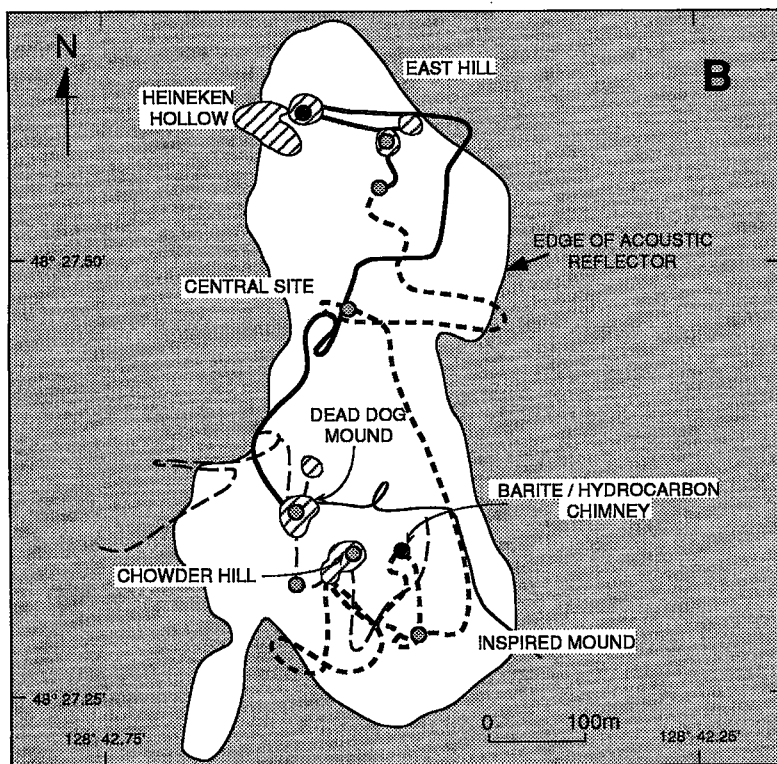 N
EAST HILL
B
HEINEKEN
HOLLOW
48° 27.50'
EDGE OF ACOUSTIC
REFLECTOR
CENTRAL SITE
DEAD DOG
MOUND
BARITE / HYDROCARBON
CHIMNEY
CHOWDER HILL
INSPIRED MOUND
48° 27.25'
0 100m
128° 42.75'
128° 42.25'